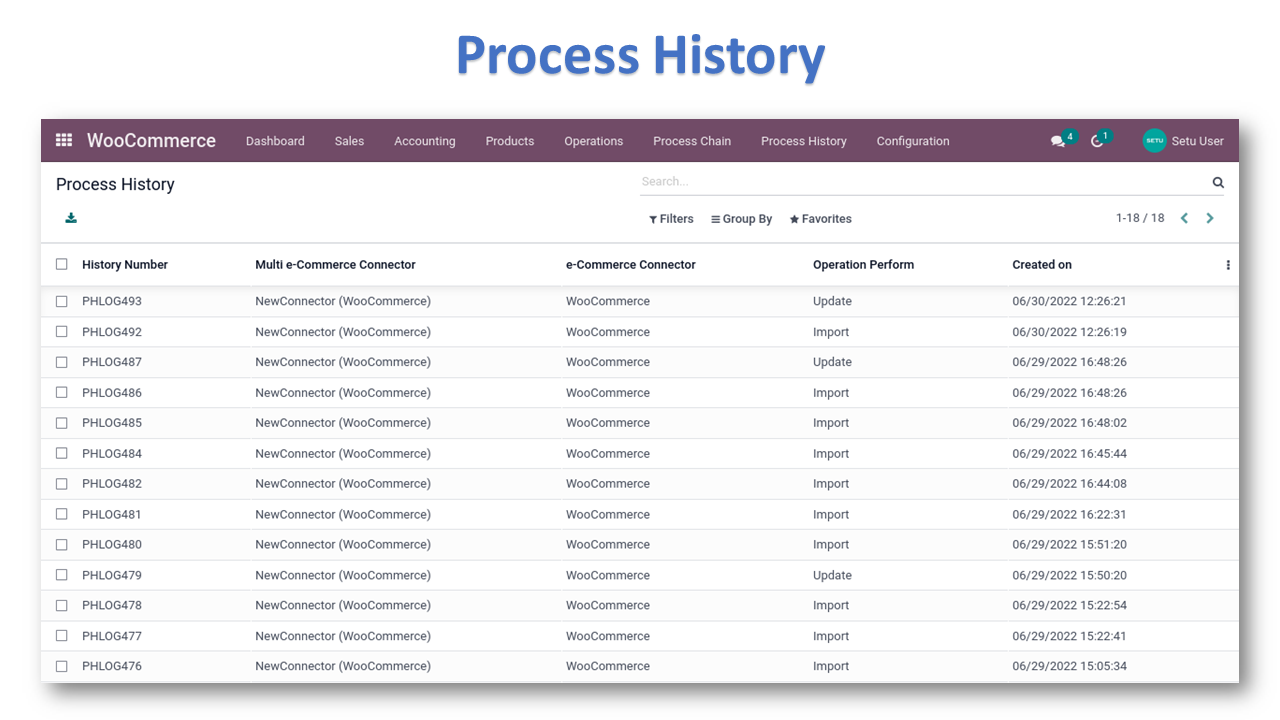 Process History
WooCommerce Dashboard Sales Accounting Products Operations Process Chain Process History Configuration 4 1 SETU Setu User
Process History Search...
Filters Group By Favorites 1-18 / 18
History Number Multi e-Commerce Connector e-Commerce Connector Operation Perform Created on
PHLOG493 NewConnector (WooCommerce) WooCommerce Update 06/30/2022 12:26:21
PHLOG492 NewConnector (WooCommerce) WooCommerce Import 06/30/2022 12:26:19
PHLOG487 NewConnector (WooCommerce) WooCommerce Update 06/29/2022 16:48:26
PHLOG486 NewConnector (WooCommerce) WooCommerce Import 06/29/2022 16:48:26
PHLOG485 NewConnector (WooCommerce) WooCommerce Import 06/29/2022 16:48:02
PHLOG484 NewConnector (WooCommerce) WooCommerce Import 06/29/2022 16:45:44
PHLOG482 NewConnector (WooCommerce) WooCommerce Import 06/29/2022 16:44:08
PHLOG481 NewConnector (WooCommerce) WooCommerce Import 06/29/2022 16:22:31
PHLOG480 NewConnector (WooCommerce) WooCommerce Import 06/29/2022 15:51:20
PHLOG479 NewConnector (WooCommerce) WooCommerce Update 06/29/2022 15:50:20
PHLOG478 NewConnector (WooCommerce) WooCommerce Import 06/29/2022 15:22:54
PHLOG477 NewConnector (WooCommerce) WooCommerce Import 06/29/2022 15:22:41
PHLOG476 NewConnector (WooCommerce) WooCommerce Import 06/29/2022 15:05:34